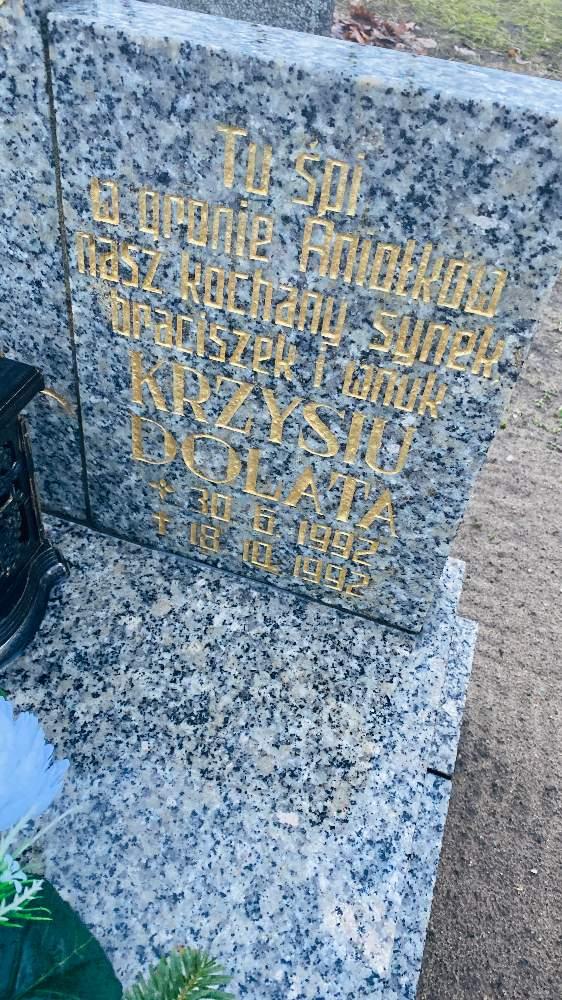 Tu śpi
w gronie Aniołków
nasz kochany synek
braciszek i wnuk
KRZYSIU
DOLATA
30 6. 1992
† 18. 10. 1992